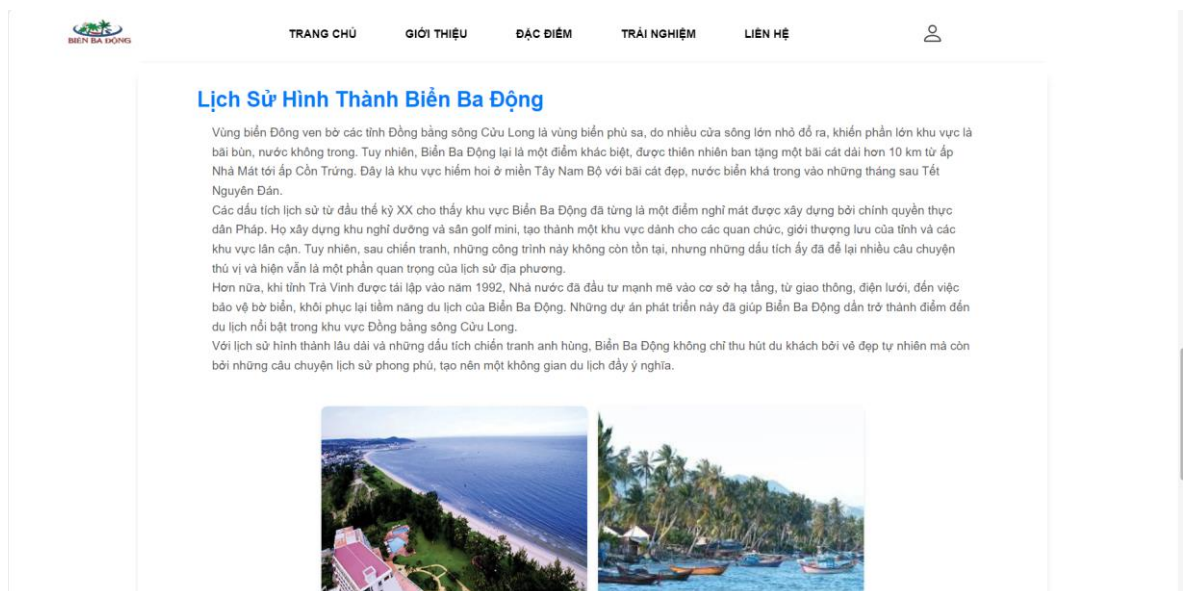 BIỂN BA ĐỘNG
TRANG CHỦ
GIỚI THIỆU
ĐẶC ĐIỂM
TRẢI NGHIỆM
LIÊN HỆ
Lịch Sử Hình Thành Biển Ba Động
Vùng biển Đông ven bờ các tỉnh Đồng bằng sông Cửu Long là vùng biển phù sa, do nhiều cửa sông lớn nhỏ đổ ra, khiến phần lớn khu vực là
bãi bùn, nước không trong. Tuy nhiên, Biển Ba Động lại là một điểm khác biệt, được thiên nhiên ban tặng một bãi cát dài hơn 10 km từ ấp
Nhà Mát tới ấp Cồn Trứng. Đây là khu vực hiếm hoi ở miền Tây Nam Bộ với bãi cát đẹp, nước biển khá trong vào những tháng sau Tết
Nguyên Đán.
Các dấu tích lịch sử từ đầu thế kỷ XX cho thấy khu vực Biển Ba Động đã từng là một điểm nghỉ mát được xây dựng bởi chính quyền thực
dân Pháp. Họ xây dựng khu nghỉ dưỡng và sân golf mini, tạo thành một khu vực dành cho các quan chức, giới thượng lưu của tỉnh và các
khu vực lân cận. Tuy nhiên, sau chiến tranh, những công trình này không còn tồn tại, nhưng những dấu tích ấy đã để lại nhiều câu chuyện
thú vị và hiện vẫn là một phần quan trọng của lịch sử địa phương.
Hơn nữa, khi tỉnh Trà Vinh được tái lập vào năm 1992, Nhà nước đã đầu tư mạnh mẽ vào cơ sở hạ tầng, từ giao thông, điện lưới, đến việc
bảo vệ bờ biển, khôi phục lại tiềm năng du lịch của Biển Ba Động. Những dự án phát triển này đã giúp Biển Ba Động dần trở thành điểm đến
du lịch nổi bật trong khu vực Đồng bằng sông Cửu Long.
Với lịch sử hình thành lâu dài và những dấu tích chiến tranh anh hùng, Biển Ba Động không chỉ thu hút du khách bởi vẻ đẹp tự nhiên mà còn
bởi những câu chuyện lịch sử phong phú, tạo nên một không gian du lịch đầy ý nghĩa.